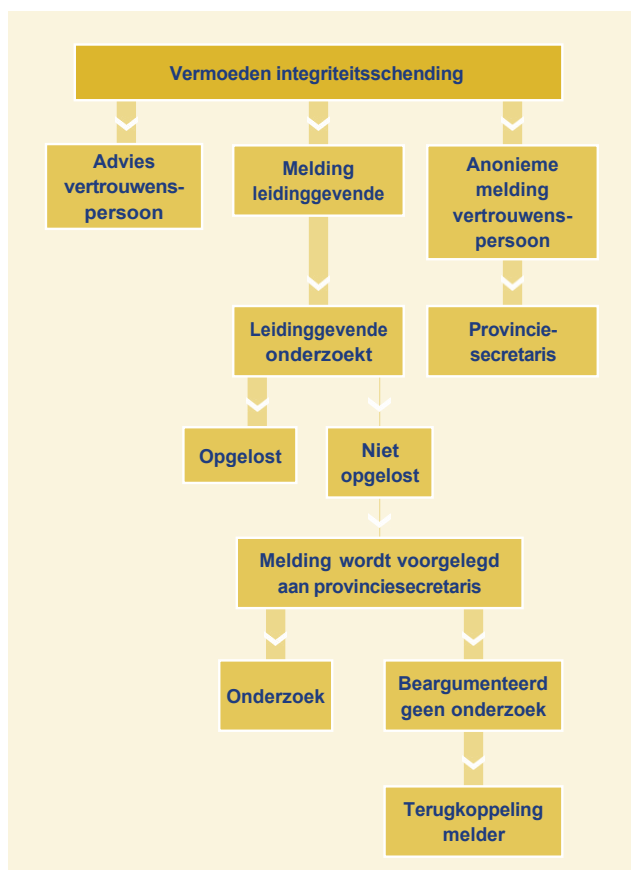 Vermoeden integriteitsschending
Advies
vertrouwens-
persoon
Melding
leidinggevende
Anonieme
melding
vertrouwens-
persoon
Leidinggevende
onderzoekt
Provincie-
secretaris
Opgelost
Niet
opgelost
Melding wordt voorgelegd
aan provinciesecretaris
Onderzoek
Beargumenteerd
geen onderzoek
Terugkoppeling
melder